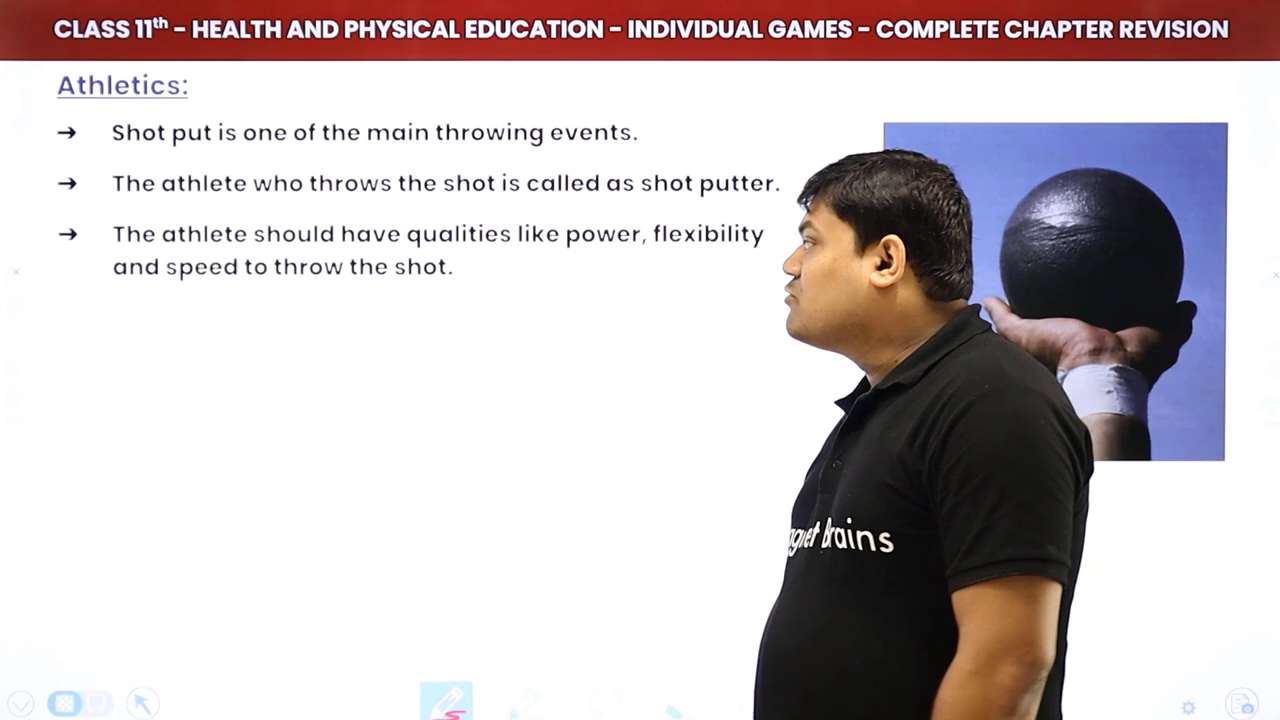 CLASS 11th – HEALTH AND PHYSICAL EDUCATION – INDIVIDUAL GAMES – COMPLETE CHAPTER REVISION
Athletics:
→ Shot put is one of the main throwing events.
→ The athlete who throws the shot is called as shot putter.
→ The athlete should have qualities like power, flexibility
and speed to throw the shot.
Brains